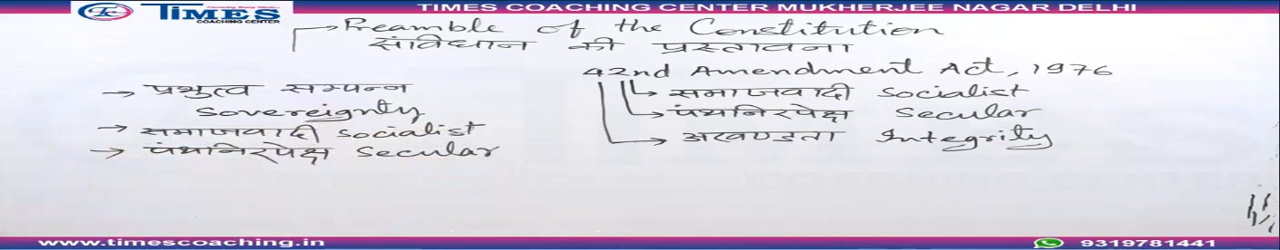 TIMES
COACHING CENTER
TIMES COACHING CENTER MUKHERJEE NAGAR DELHI
→ Preamble of the Constitution
संविधान की प्रस्तावना
→ प्रभुत्व सम्पन्न
Sovereignty
→ समाजवादी Socialist
→ पंथनिरपेक्ष Secular
42nd Amendment Act, 1976
→ समाजवादी Socialist
→ पंथनिरपेक्ष Secular
→ अखण्डता Integrity
www.timescoaching.in
9319781441